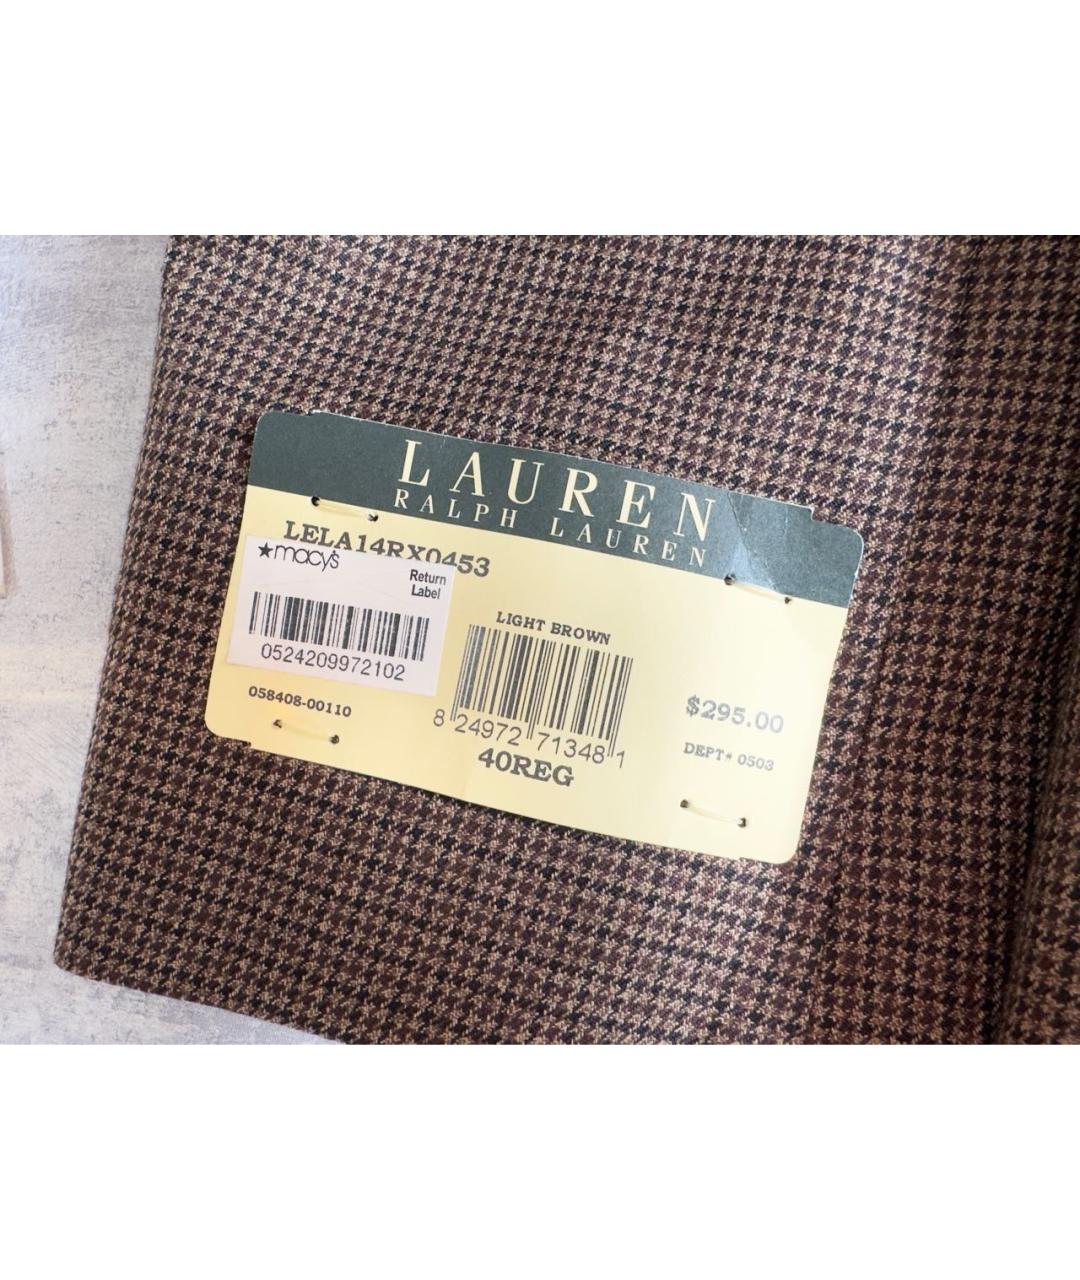 LAUREN
RALPH LAUREN
LELA14RX0453
★macy's
Return
Label
0524209972102
058408-00110
LIGHT BROWN
8 24972 71348 1
40REG
$295.00
DEPT# 0503